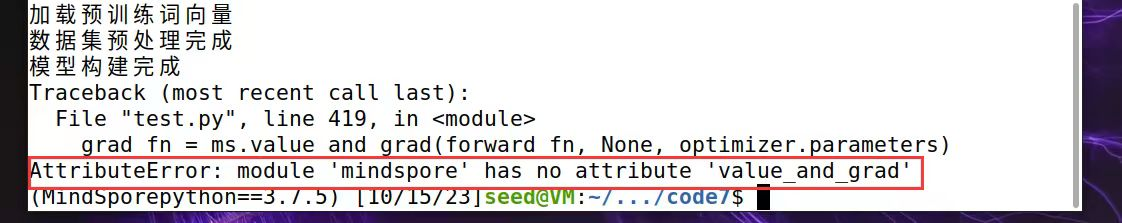 加载预训练词向量
数据集预处理完成
模型构建完成
Traceback (most recent call last):
  File "test.py", line 419, in <module>
    grad_fn = ms.value_and_grad(forward_fn, None, optimizer.parameters)
AttributeError: module 'mindspore' has no attribute 'value_and_grad'
(MindSporepython==3.7.5) [10/15/23]seed@VM:~/.../code7$